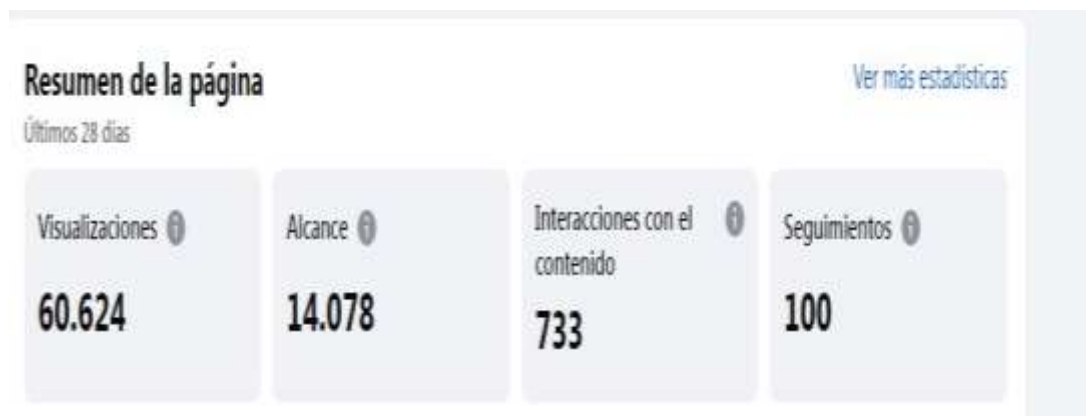 Resumen de la página
Ver más estadísticas
Últimos 28 días
Visualizaciones
60.624
Alcance
14.078
Interacciones con el
contenido
733
Seguimientos
100